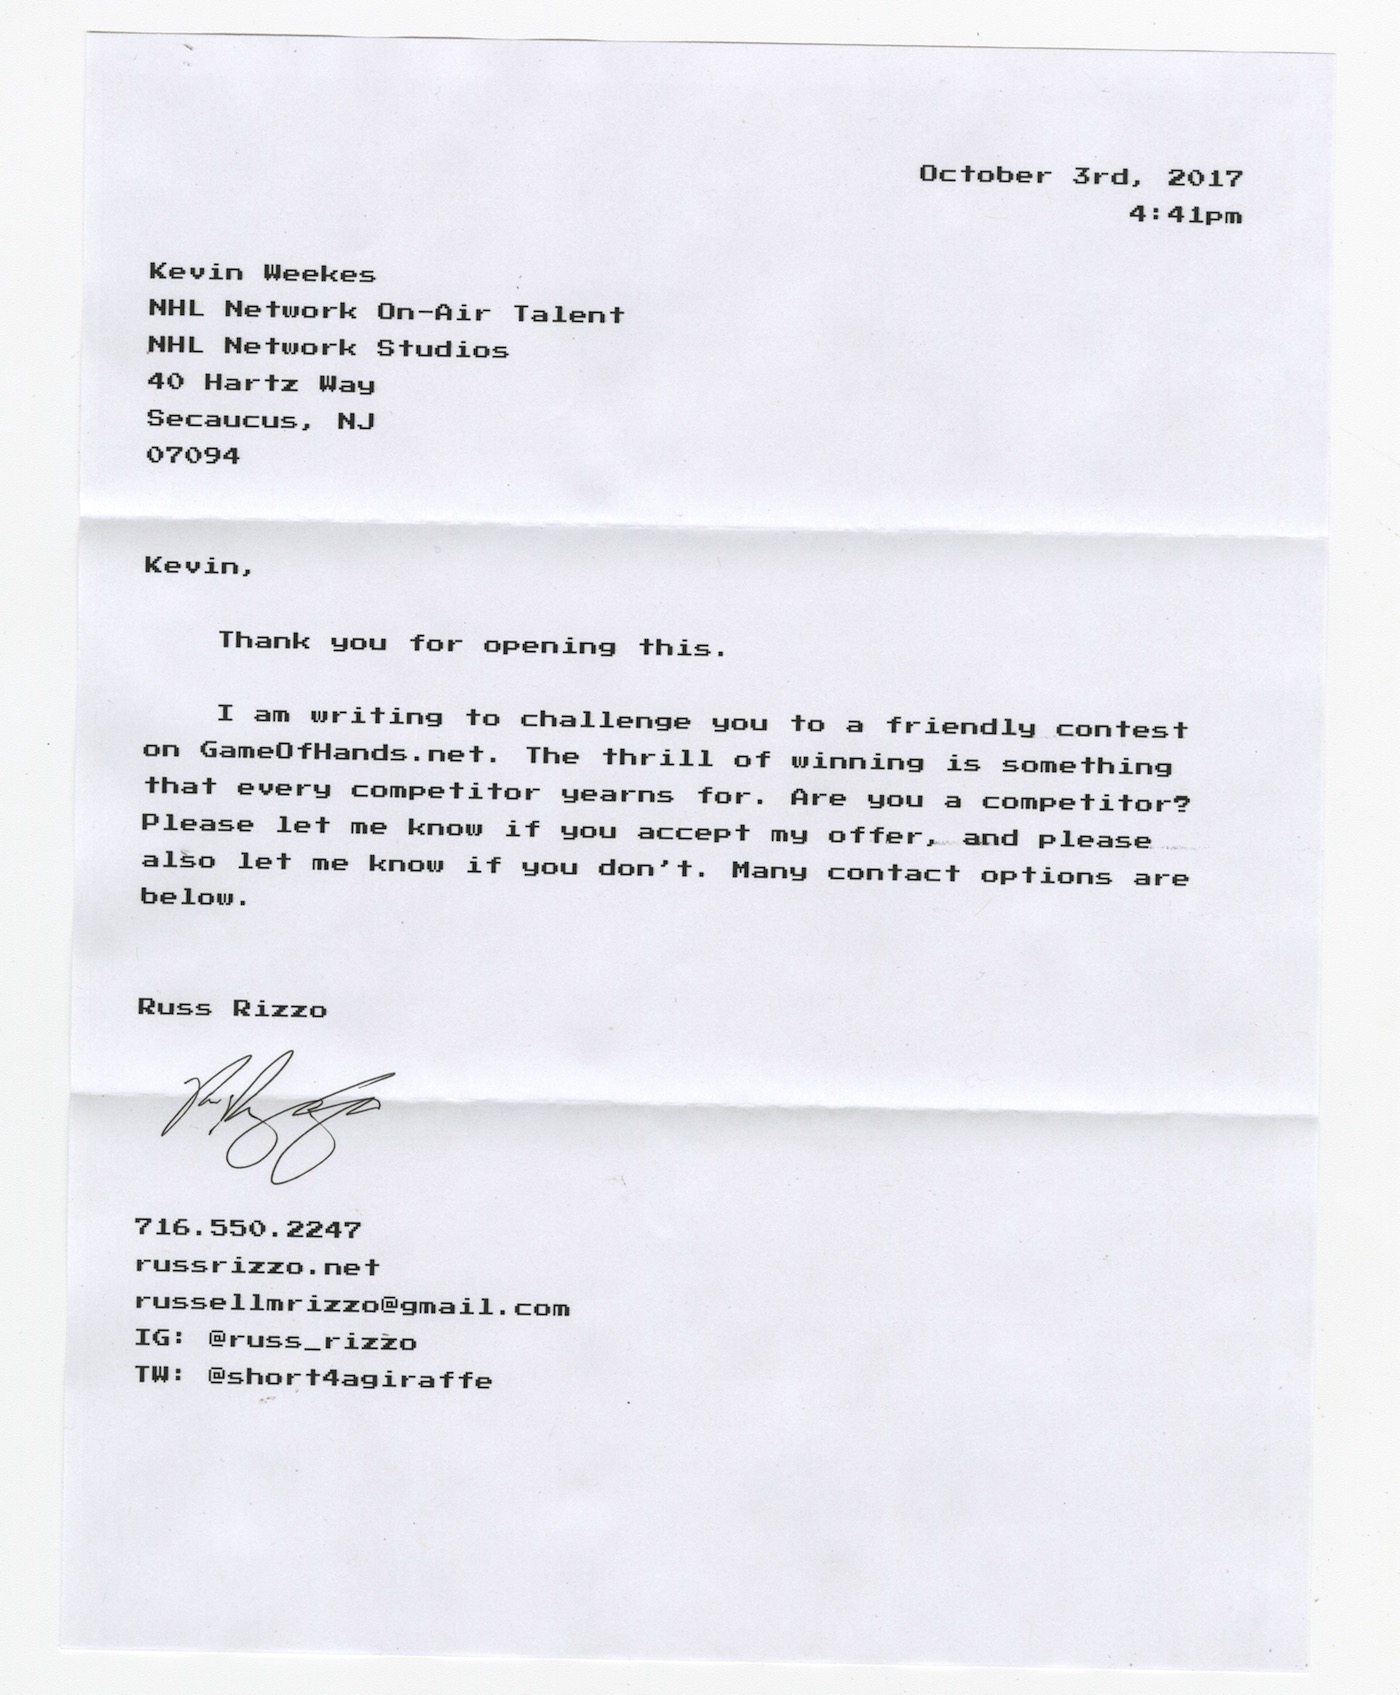 October 3rd, 2017
4:41pm
Kevin Weekes
NHL Network On-Air Talent
NHL Network Studios
40 Hartz Way
Secaucus, NJ
07094
Kevin,
Thank you for opening this.
I am writing to challenge you to a friendly contest
on GameOfHands.net. The thrill of winning is something
that every competitor yearns for. Are you a competitor?
Please let me know if you accept my offer, and please
also let me know if you don't. Many contact options are
below.
Russ Rizzo
716.550.2247
russrizzo.net
russellmrizzo@gmail.com
IG: @russ_rizzo
TW: @short4agiraffe